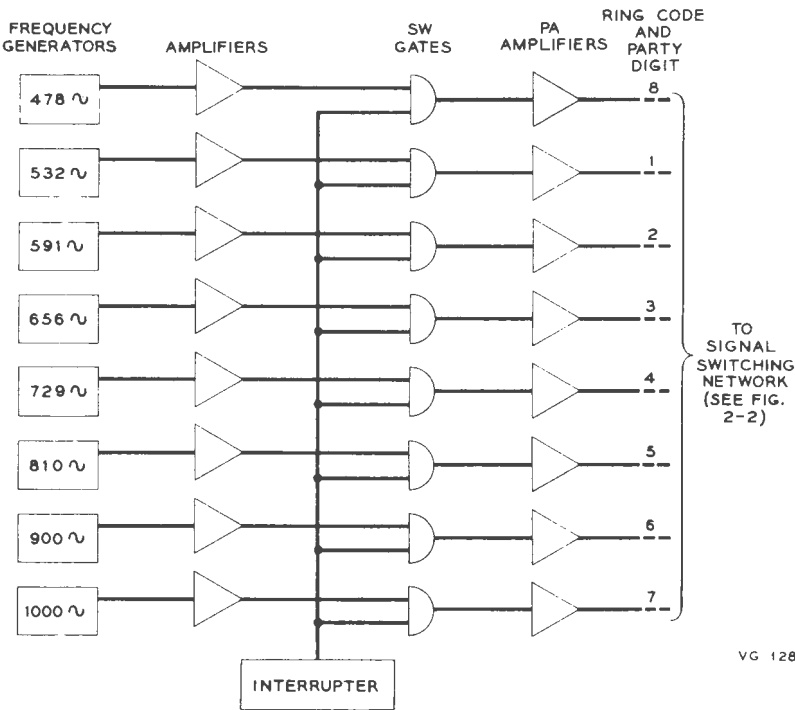 FREQUENCY
GENERATORS
AMPLIFIERS
SW
GATES
PA
AMPLIFIERS
RING CODE
AND
PARTY
DIGIT
478 ∿
8
532 ∿
1
591 ∿
2
656 ∿
3
729 ∿
4
810 ∿
5
900 ∿
6
1000 ∿
7
TO
SIGNAL
SWITCHING
NETWORK
(SEE FIG.
2-2)
INTERRUPTER
VG 128